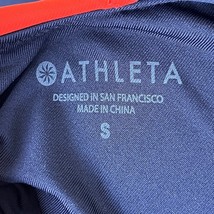 ATHLETA
DESIGNED IN SAN FRANCISCO
MADE IN CHINA
S